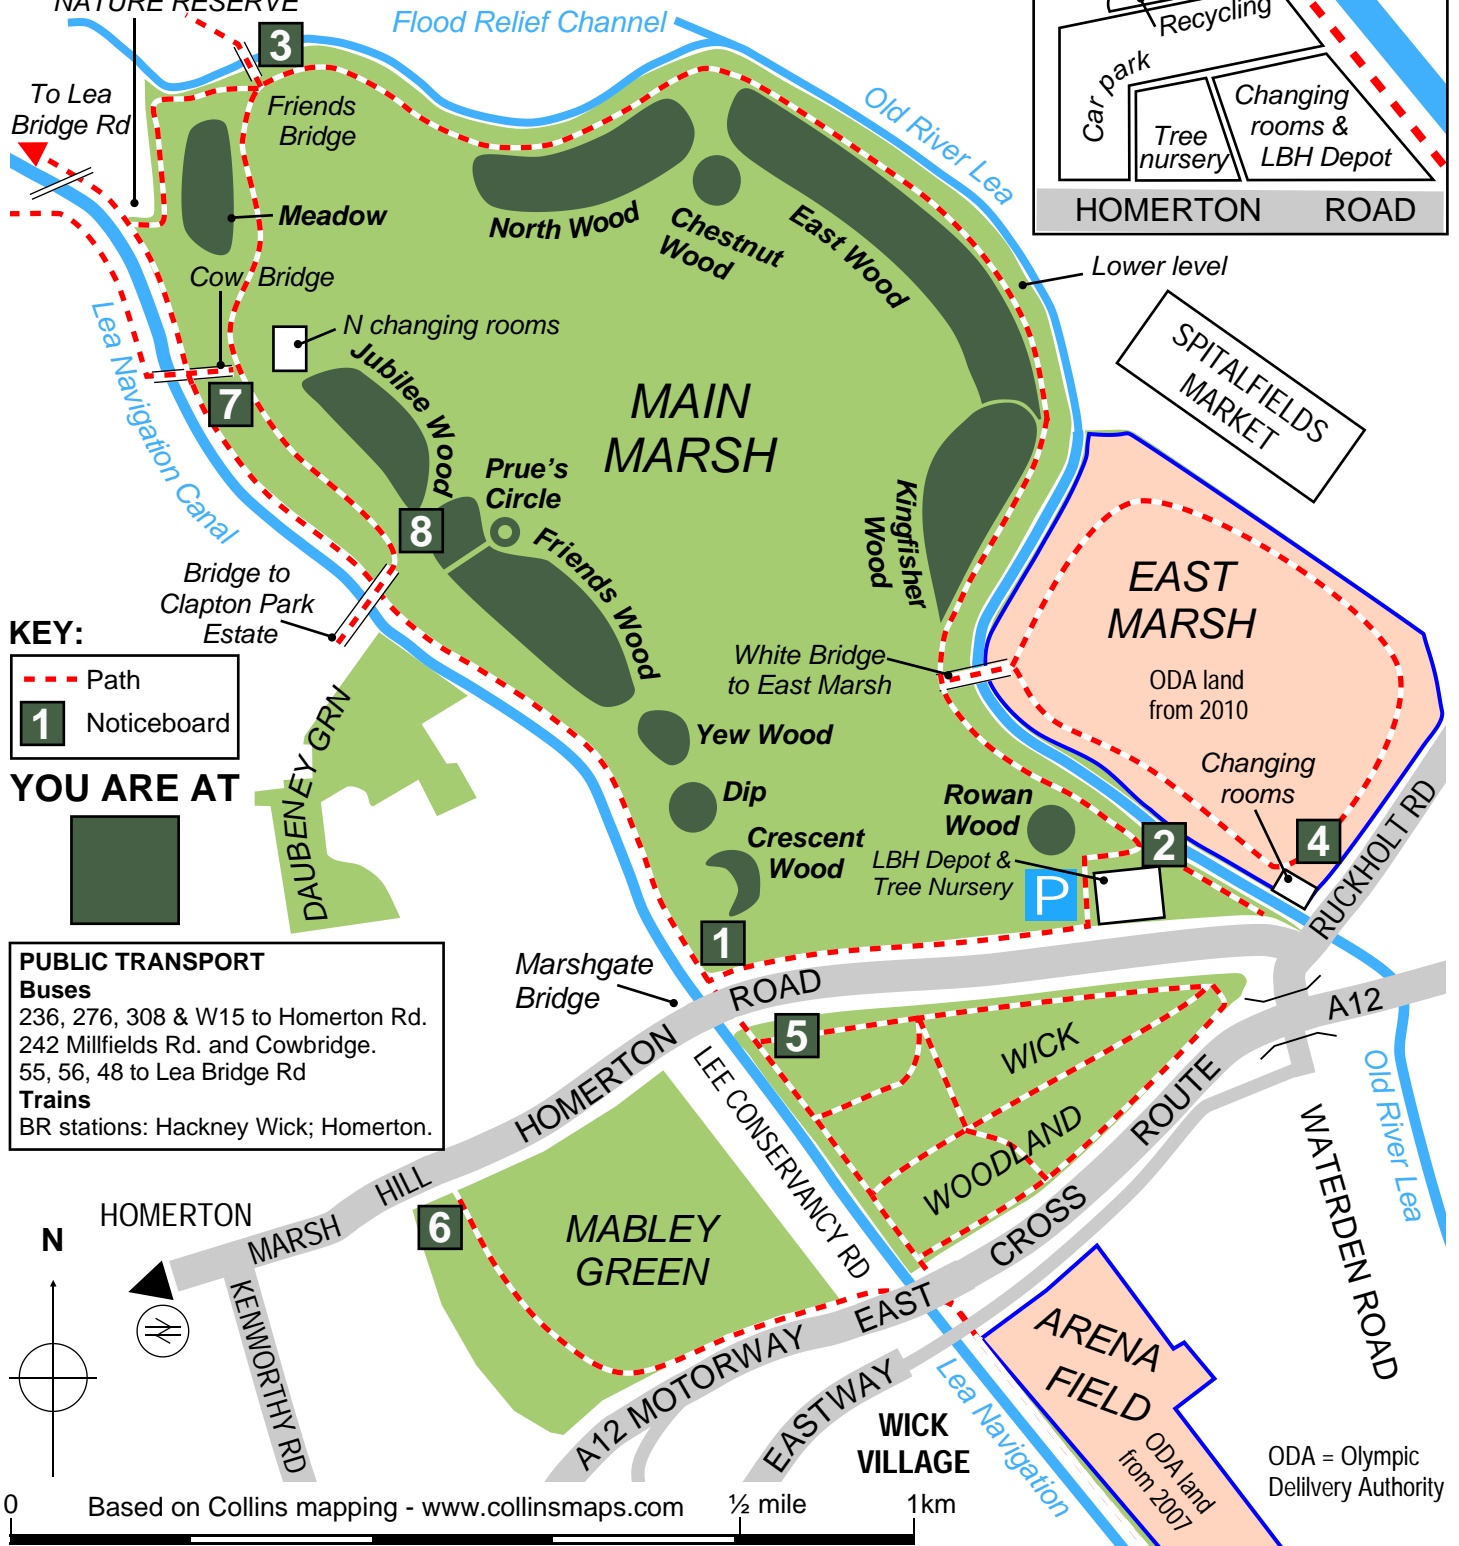 NATURE RESERVE
Flood Relief Channel
3
Recycling
Car park
Changing
rooms &
LBH Depot
Tree
nursery
HOMERTON ROAD
To Lea
Bridge Rd
Friends
Bridge
Old River Lea
Meadow
North Wood
Chestnut
Wood
East Wood
Lower level
Cow Bridge
N changing rooms
Lea Navigation Canal
7
Jubilee Wood
MAIN
MARSH
SPITALFIELDS
MARKET
Prue's
Circle
8
Friends Wood
Kingfisher
Wood
EAST
MARSH
ODA land
from 2010
Bridge to
Clapton Park
Estate
White Bridge
to East Marsh
KEY:
Path
1 Noticeboard
YOU ARE AT
DAUBENEY GRN
Yew Wood
Dip
Crescent
Wood
Rowan
Wood
LBH Depot &
Tree Nursery
P
2
Changing
rooms
4
RUCKHOLT RD
1
Marshgate
Bridge
PUBLIC TRANSPORT
Buses
236, 276, 308 & W15 to Homerton Rd.
242 Millfields Rd. and Cowbridge.
55, 56, 48 to Lea Bridge Rd
Trains
BR stations: Hackney Wick; Homerton.
HOMERTON ROAD
5
WICK
WOODLAND
A12
Old River Lea
LEE CONSERVANCY RD
WATERDEN ROAD
HOMERTON
MARSH HILL
6
MABLEY
GREEN
N
KENWORTHY RD
A12 MOTORWAY
EAST CROSS ROUTE
EASTWAY
WICK
VILLAGE
Lea Navigation
ARENA
FIELD
ODA land
from 2007
ODA = Olympic
Delilvery Authority
0 Based on Collins mapping - www.collinsmaps.com ½ mile 1km